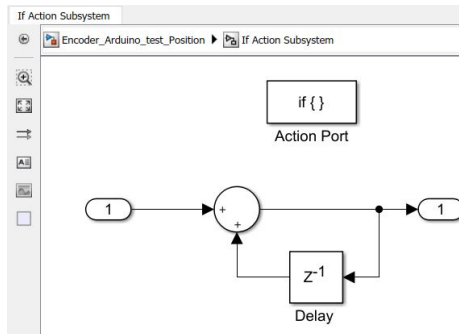 If Action Subsystem
Encoder_Arduino_test_Position ▶ If Action Subsystem
if { }
Action Port
1
+
+
1
Z-1
Delay